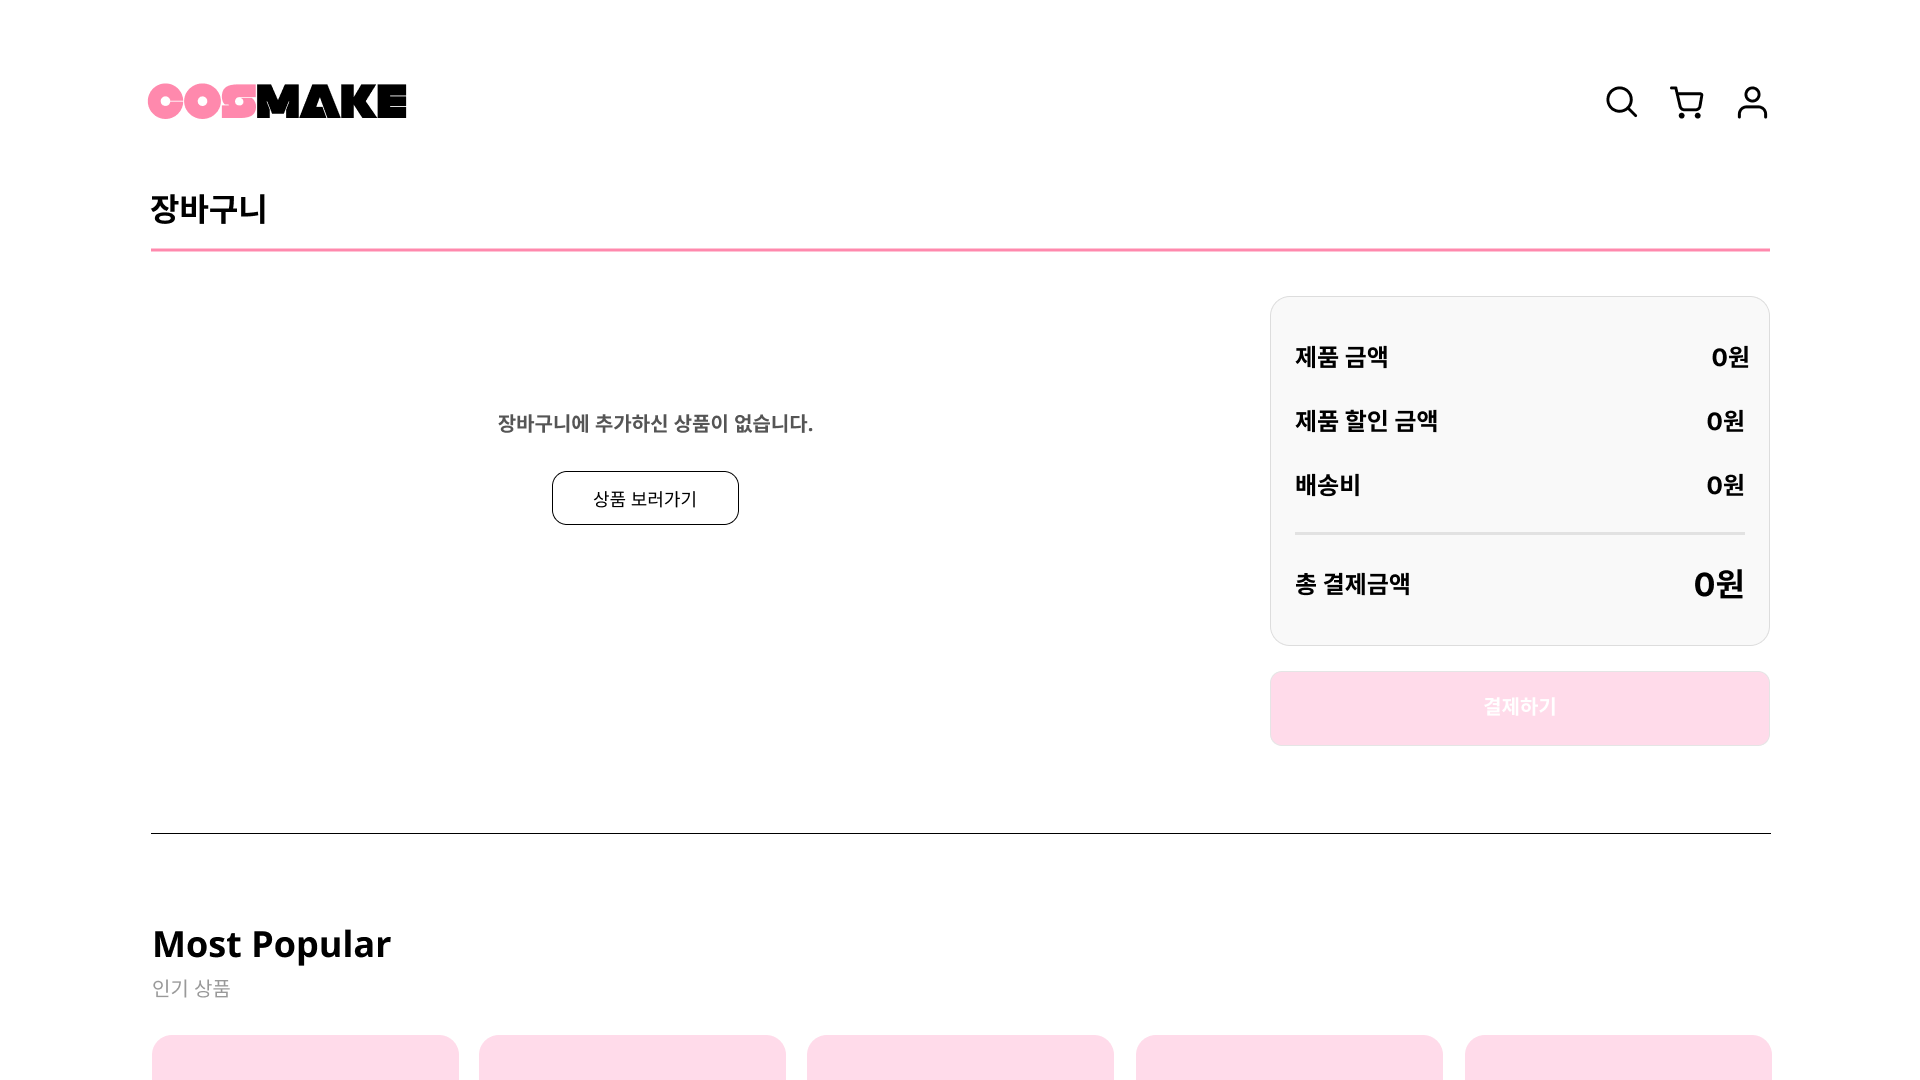 COSMAKE
장바구니
장바구니에 추가하신 상품이 없습니다.
상품 보러가기
제품 금액 0원
제품 할인 금액 0원
배송비 0원
총 결제금액 0원
결제하기
Most Popular
인기 상품